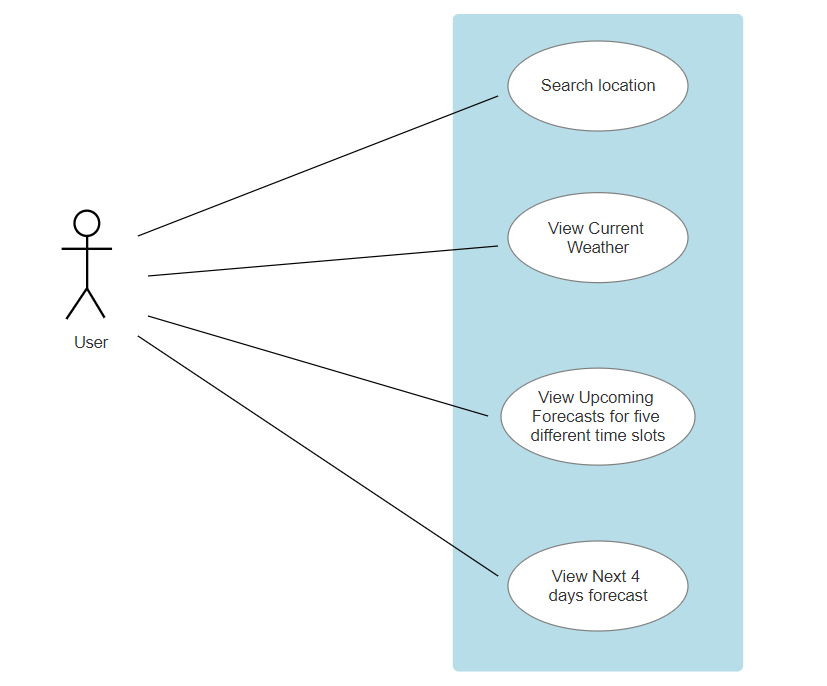 Search location
View Current
Weather
User
View Upcoming
Forecasts for five
different time slots
View Next 4
days forecast